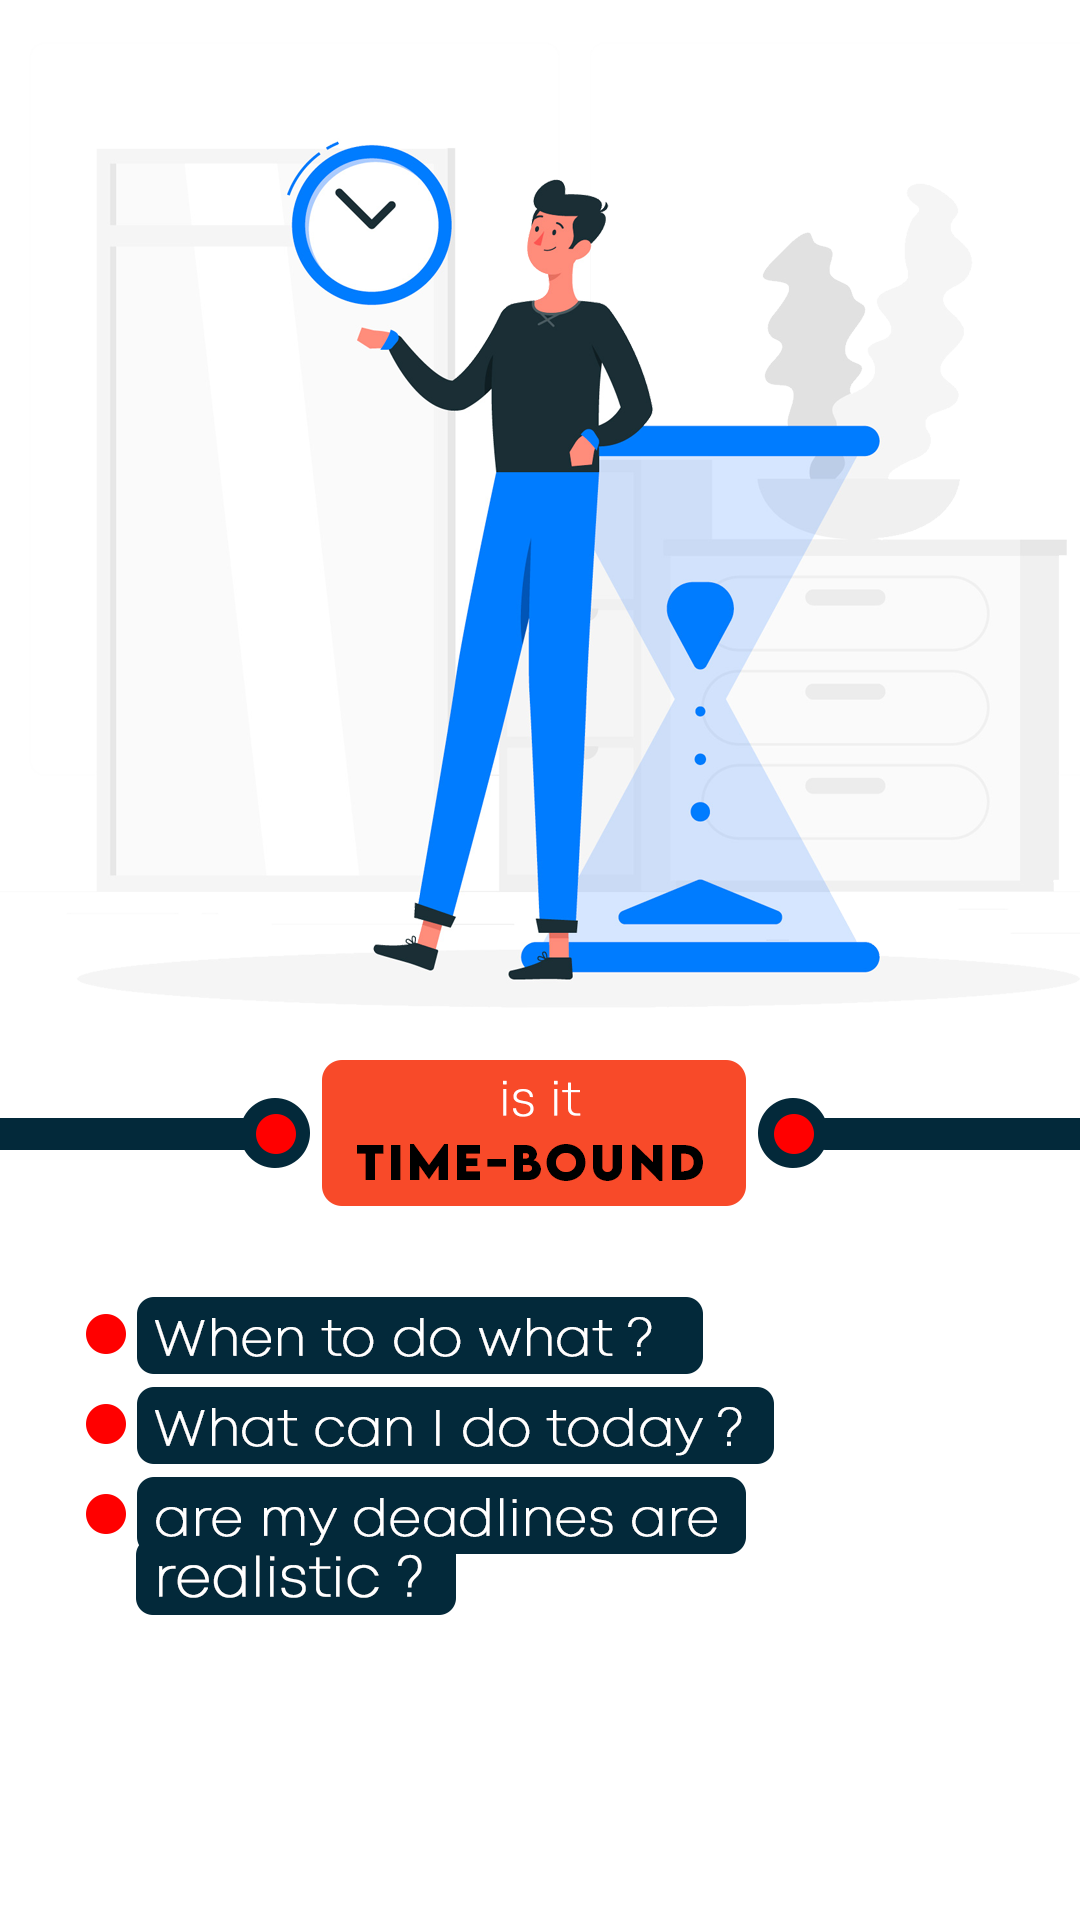 is it
TIME-BOUND
When to do what ?
What can I do today ?
are my deadlines are
realistic ?